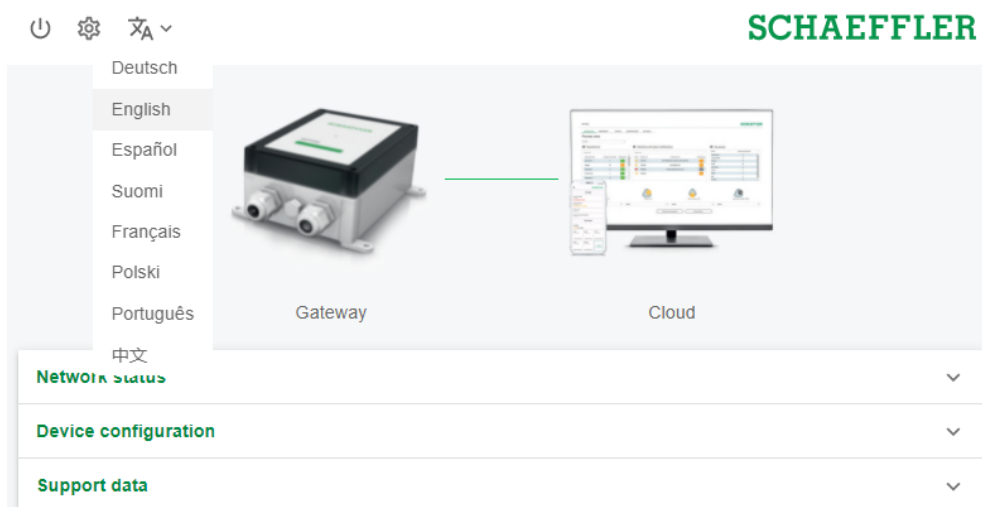 SCHAEFFLER
Deutsch
English
Español
Suomi
Français
Polski
Português
中文
Gateway
Cloud
Network status
Device configuration
Support data